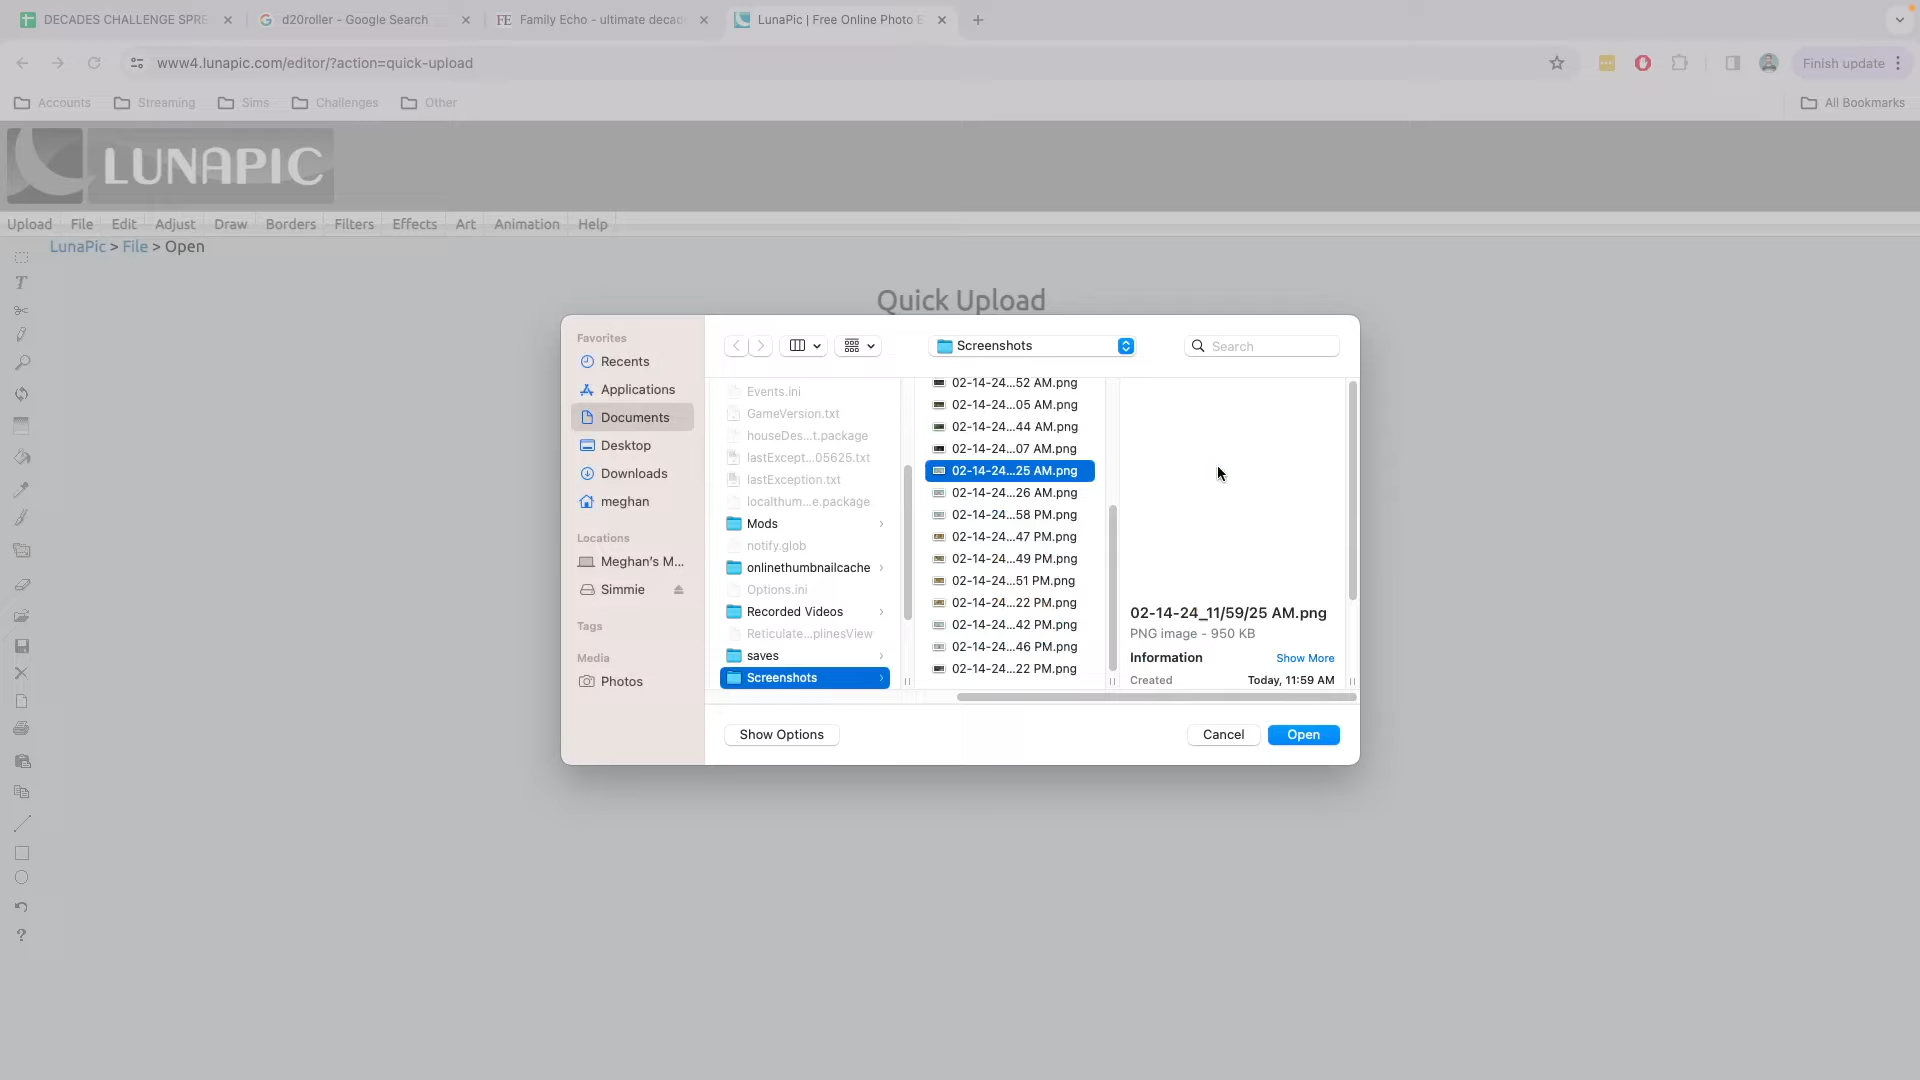 DECADES CHALLENGE SPRE
d20roller - Google Search
FE Family Echo - ultimate decad
LunaPic | Free Online Photo E
www4.lunapic.com/editor/?action=quick-upload
Finish update
Accounts
Streaming
Sims
Challenges
Other
All Bookmarks
LUNAPIC
Upload File Edit Adjust Draw Borders Filters Effects Art Animation Help
LunaPic > File > Open
Quick Upload
Favorites
Recents
Applications
Documents
Desktop
Downloads
meghan
Locations
Meghan's M...
Simmie
Tags
Media
Photos
Screenshots
Search
Events.ini
GameVersion.txt
houseDes...t.package
lastExcept...05625.txt
lastException.txt
localthum...e.package
Mods
notify.glob
onlinethumbnailcache
Options.ini
Recorded Videos
Reticulate...plinesView
saves
Screenshots
02-14-24...52 AM.png
02-14-24...05 AM.png
02-14-24...44 AM.png
02-14-24...07 AM.png
02-14-24...25 AM.png
02-14-24...26 AM.png
02-14-24...58 PM.png
02-14-24...47 PM.png
02-14-24...49 PM.png
02-14-24...51 PM.png
02-14-24...22 PM.png
02-14-24...42 PM.png
02-14-24...46 PM.png
02-14-24...22 PM.png
02-14-24_11/59/25 AM.png
PNG image - 950 KB
Information Show More
Created Today, 11:59 AM
Show Options
Cancel
Open